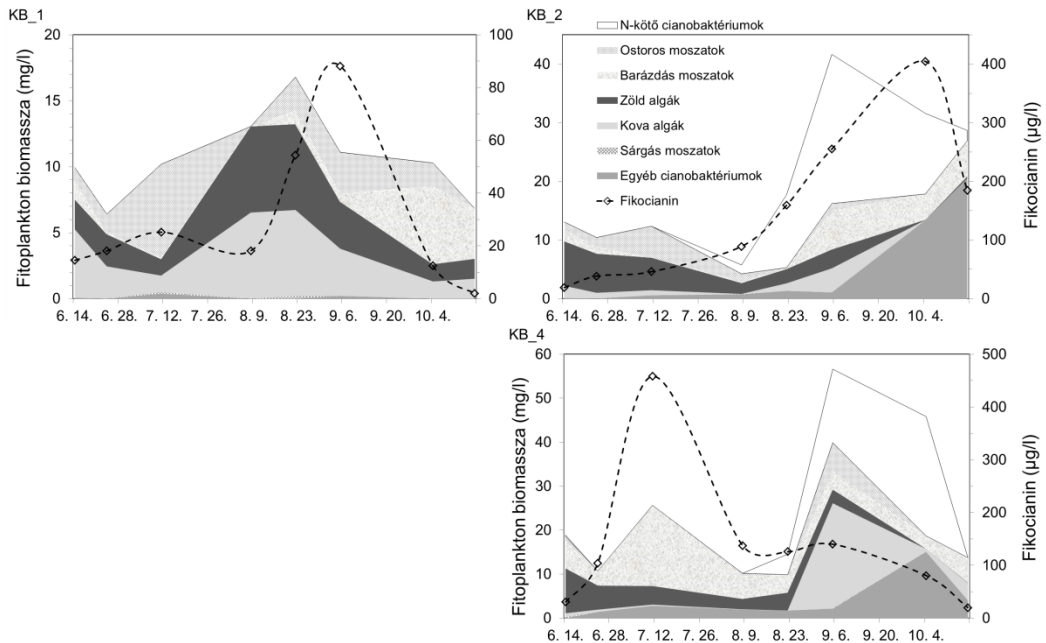 KB_1
Fitoplankton biomassza (mg/l)
20
15
10
5
0
100
80
60
40
20
0
6. 14. 6. 28. 7. 12. 7. 26. 8. 9. 8. 23. 9. 6. 9. 20. 10. 4.
KB_2
N-kötő cianobaktériumok
Ostoros moszatok
Barázdás moszatok
Zöld algák
Kova algák
Sárgás moszatok
Egyéb cianobaktériumok
Fikocianin
40
30
20
10
0
400
300
200
100
0
Fikocianin (µg/l)
6. 14. 6. 28. 7. 12. 7. 26. 8. 9. 8. 23. 9. 6. 9. 20. 10. 4.
KB_4
Fitoplankton biomassza (mg/l)
60
50
40
30
20
10
0
500
400
300
200
100
0
Fikocianin (µg/l)
6. 14. 6. 28. 7. 12. 7. 26. 8. 9. 8. 23. 9. 6. 9. 20. 10. 4.